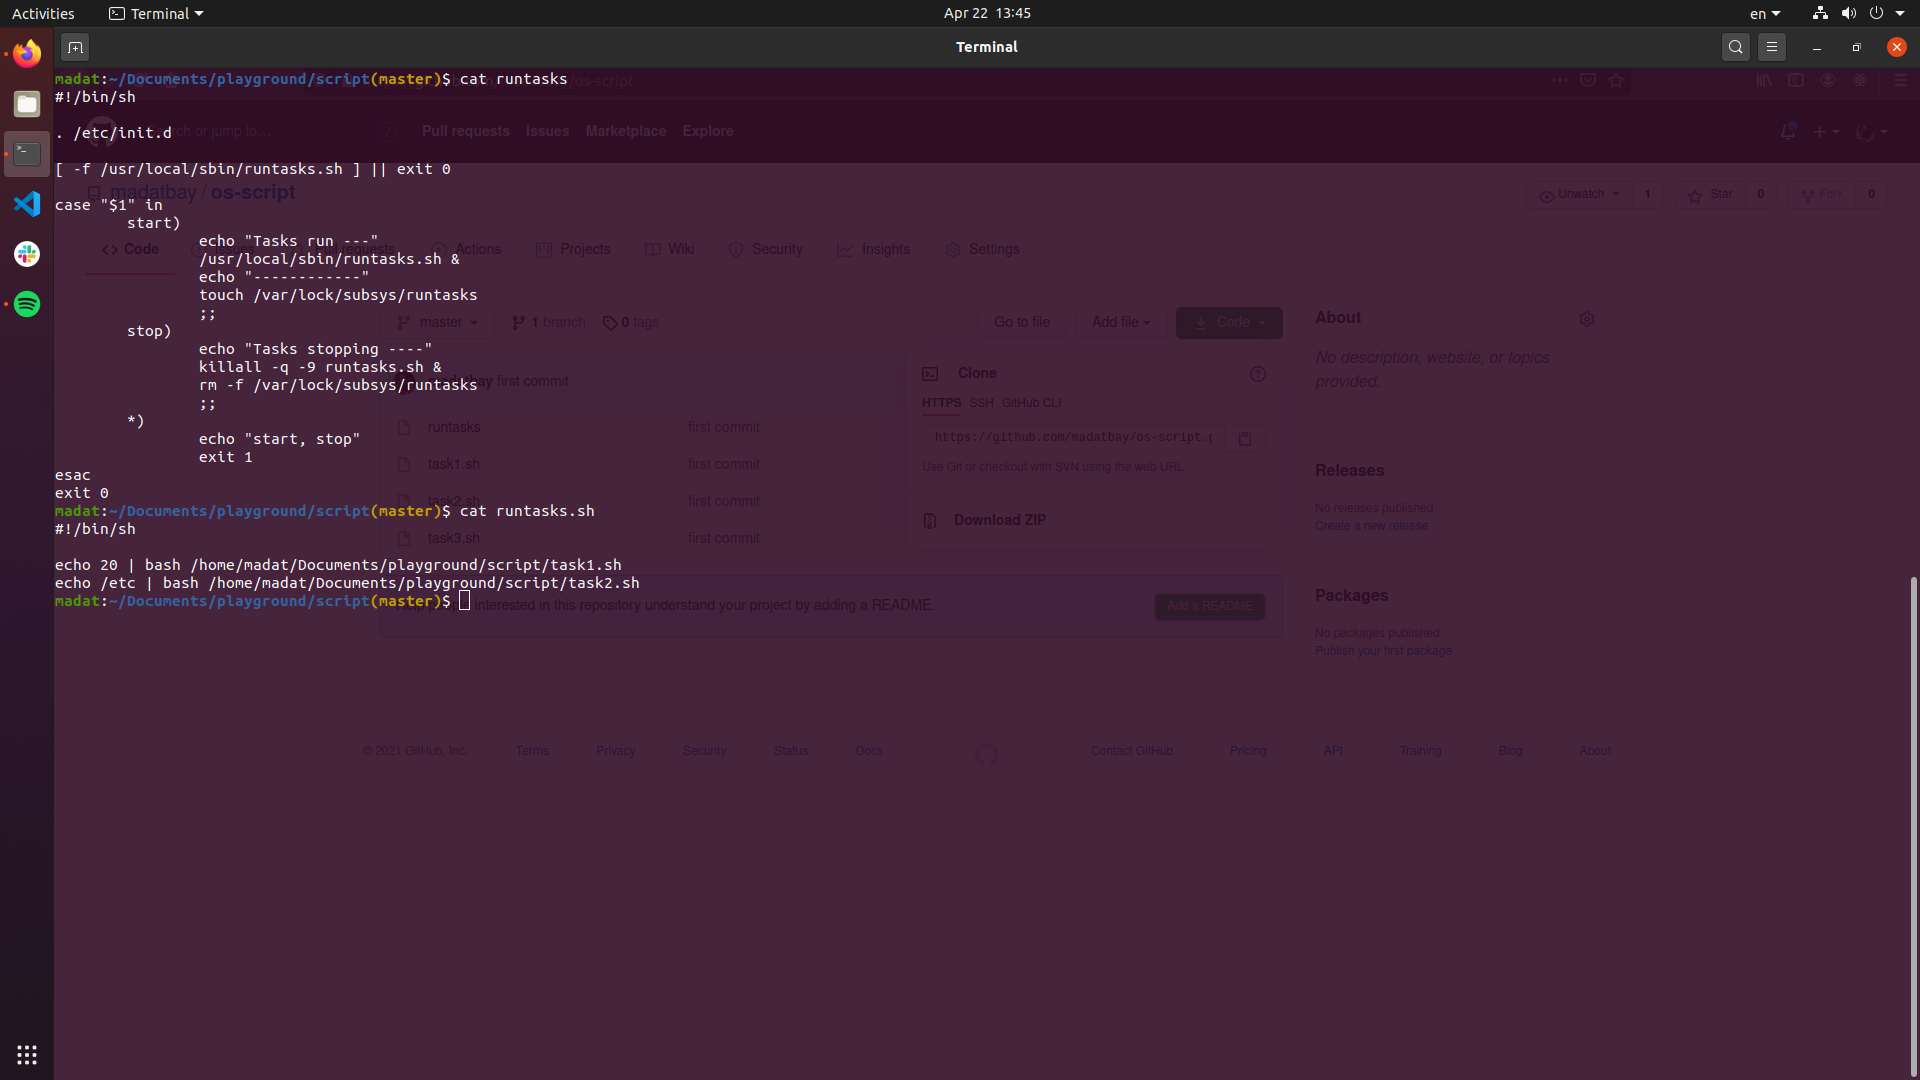 Activities
Terminal
Apr 22 13:45
en
Terminal
madat:~/Documents/playground/script(master)$ cat runtasks
os-script
#!/bin/sh
. /etc/init.d
or jump to...
Pull requests Issues Marketplace Explore
[ -f /usr/local/sbin/runtasks.sh ] || exit 0
madatbay / os-script
Unwatch 1 Star 0 Fork 0
case "$1" in
start)
echo "Tasks run ---"
Code Issues Pull requests Actions Projects Wiki Security Insights Settings
/usr/local/sbin/runtasks.sh &
echo "------------"
touch /var/lock/subsys/runtasks
;;
master 1 branch 0 tags Go to file Add file Code
About
stop)
echo "Tasks stopping ----"
No description, website, or topics
provided.
killall -q -9 runtasks.sh &
Clone
rm -f /var/lock/subsys/runtasks
first commit
;;
HTTPS SSH GitHub CLI
*)
runtasks first commit
echo "start, stop"
https://github.com/madatbay/os-script.g
exit 1
task1.sh first commit
Use Git or checkout with SVN using the web URL.
Releases
esac
exit 0
task2.sh first commit
No releases published
madat:~/Documents/playground/script(master)$ cat runtasks.sh
Download ZIP
Create a new release
#!/bin/sh
task3.sh first commit
echo 20 | bash /home/madat/Documents/playground/script/task1.sh
echo /etc | bash /home/madat/Documents/playground/script/task2.sh
Packages
madat:~/Documents/playground/script(master)$
interested in this repository understand your project by adding a README.
Add a README
No packages published
Publish your first package
© 2021 GitHub, Inc. Terms Privacy Security Status Docs Contact GitHub Pricing API Training Blog About